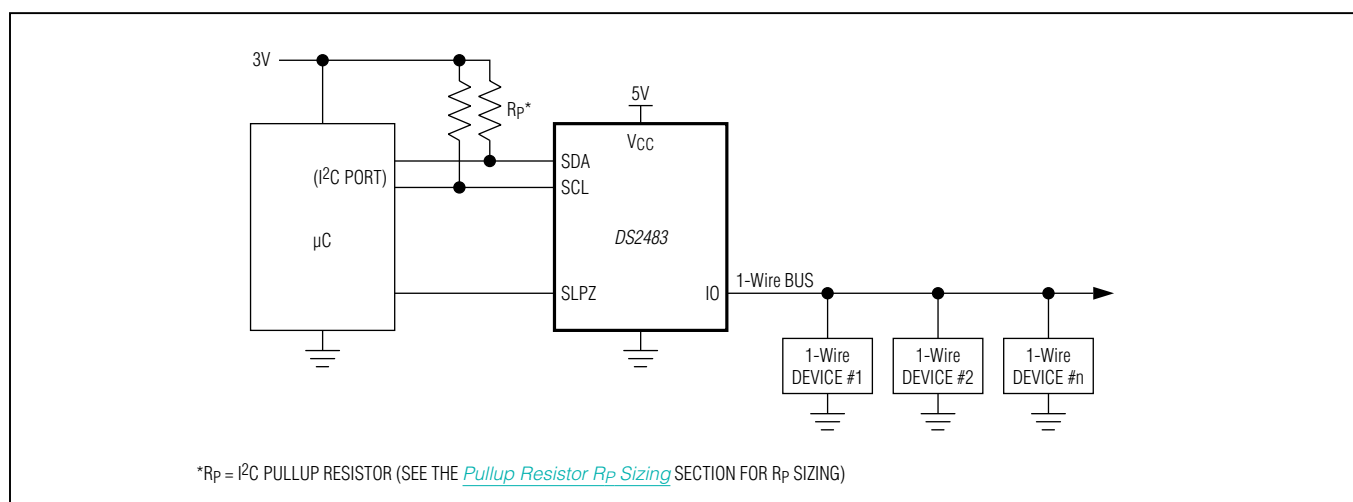 3V
RP*
5V
VCC
(I²C PORT)
SDA
SCL
µC
DS2483
SLPZ
IO
1-Wire BUS
1-Wire
DEVICE #1
1-Wire
DEVICE #2
1-Wire
DEVICE #n
*RP = I²C PULLUP RESISTOR (SEE THE Pullup Resistor RP Sizing SECTION FOR RP SIZING)